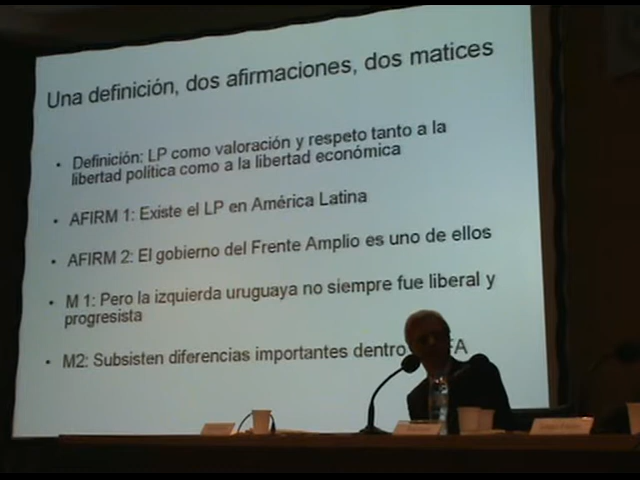 Una definición, dos afirmaciones, dos matices
• Definición: LP como valoración y respeto tanto a la
libertad política como a la libertad económica
• AFIRM 1: Existe el LP en América Latina
• AFIRM 2: El gobierno del Frente Amplio es uno de ellos
• M 1: Pero la izquierda uruguaya no siempre fue liberal y
progresista
• M2: Subsisten diferencias importantes dentro FA